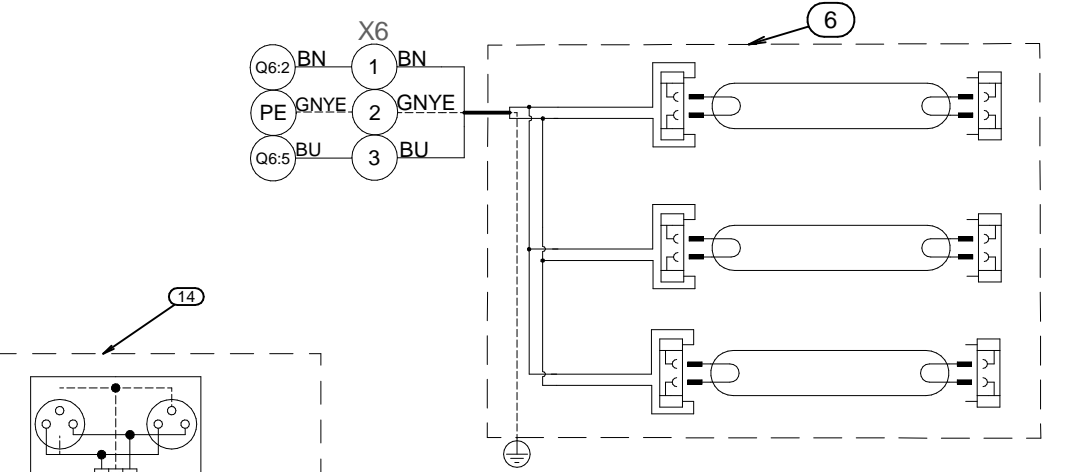 6
X6
Q6:2 BN 1 BN
PE GNYE 2 GNYE
Q6:5 BU 3 BU
14